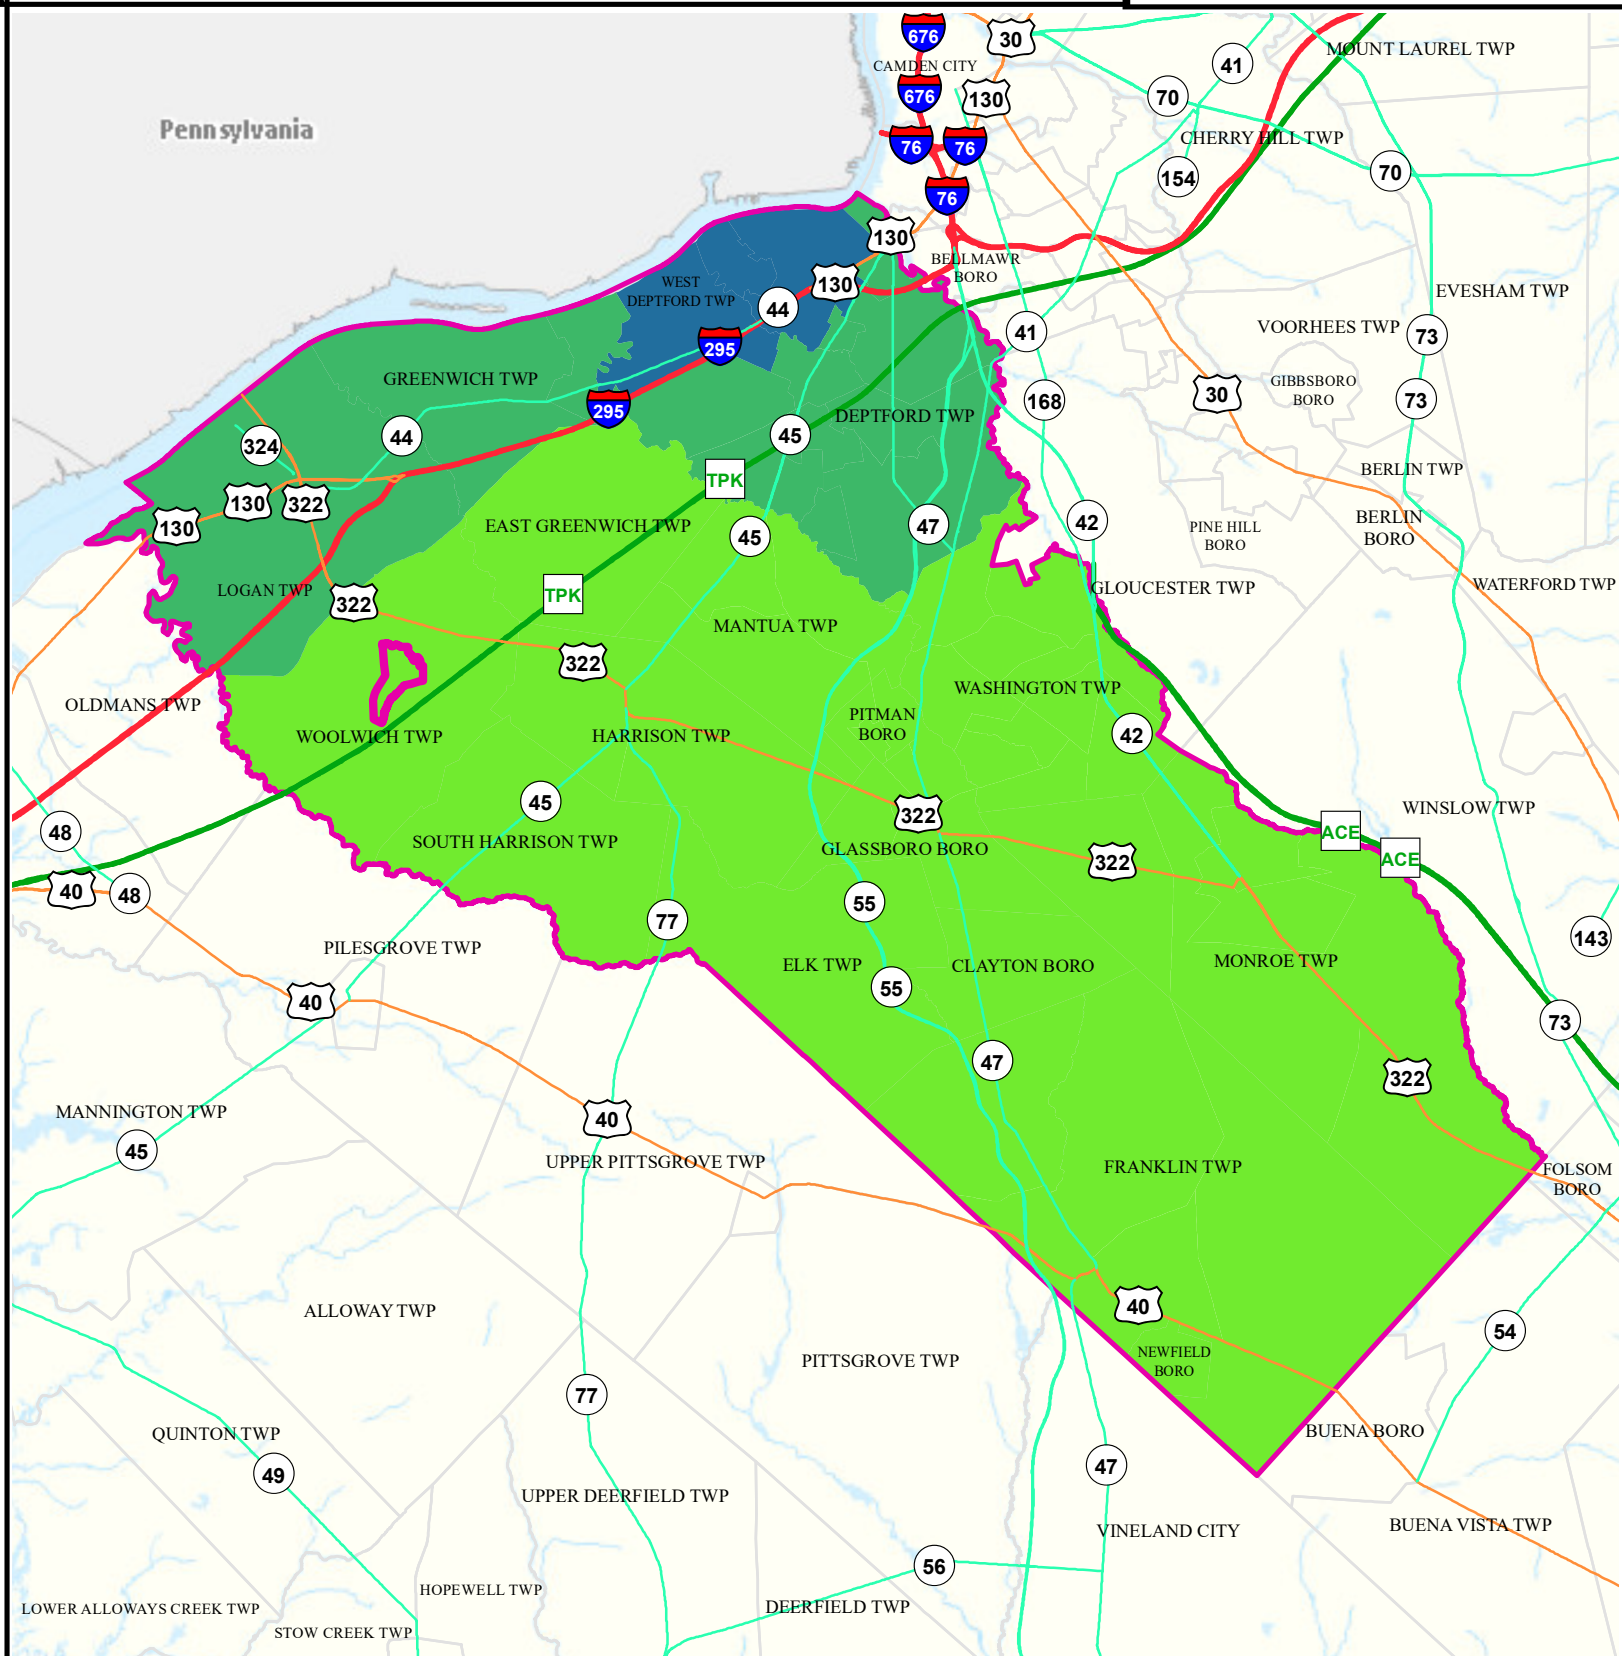 676
30
MOUNT LAUREL TWP
41
CAMDEN CITY
676
130
70
Pennsylvania
76
76
CHERRY HILL TWP
154
70
76
130
BELLMAWR
BORO
WEST
DEPTFORD TWP
130
44
EVESHAM TWP
295
41
VOORHEES TWP
73
GREENWICH TWP
295
168
30
GIBBSBORO
BORO
73
324
44
45
DEPTFORD TWP
TPK
BERLIN TWP
130
322
130
EAST GREENWICH TWP
45
47
42
PINE HILL
BORO
BERLIN
BORO
LOGAN TWP
322
TPK
GLOUCESTER TWP
WATERFORD TWP
MANTUA TWP
322
OLDMANS TWP
WOOLWICH TWP
HARRISON TWP
PITMAN
BORO
WASHINGTON TWP
42
45
322
WINSLOW TWP
48
SOUTH HARRISON TWP
GLASSBORO BORO
322
ACE
ACE
40
48
55
77
143
PILESGROVE TWP
ELK TWP
CLAYTON BORO
MONROE TWP
40
55
73
47
322
MANNINGTON TWP
45
40
UPPER PITTSGROVE TWP
FRANKLIN TWP
FOLSOM
BORO
ALLOWAY TWP
40
54
PITTSGROVE TWP
NEWFIELD
BORO
77
QUINTON TWP
BUENA BORO
49
47
UPPER DEERFIELD TWP
VINELAND CITY
BUENA VISTA TWP
56
HOPEWELL TWP
LOWER ALLOWAYS CREEK TWP
DEERFIELD TWP
STOW CREEK TWP